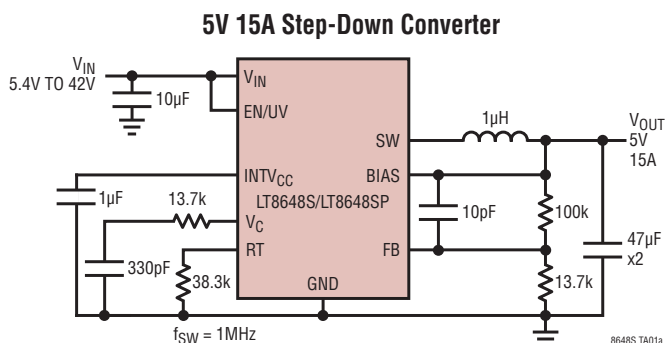 5V 15A Step-Down Converter
VIN
5.4V TO 42V
10µF
VIN
EN/UV
SW
1µH
VOUT
5V
15A
INTVCC
BIAS
LT8648S/LT8648SP
1µF
13.7k
VC
10pF
100k
RT
FB
47µF
x2
330pF
38.3k
GND
13.7k
fSW = 1MHz
8648S TA01a